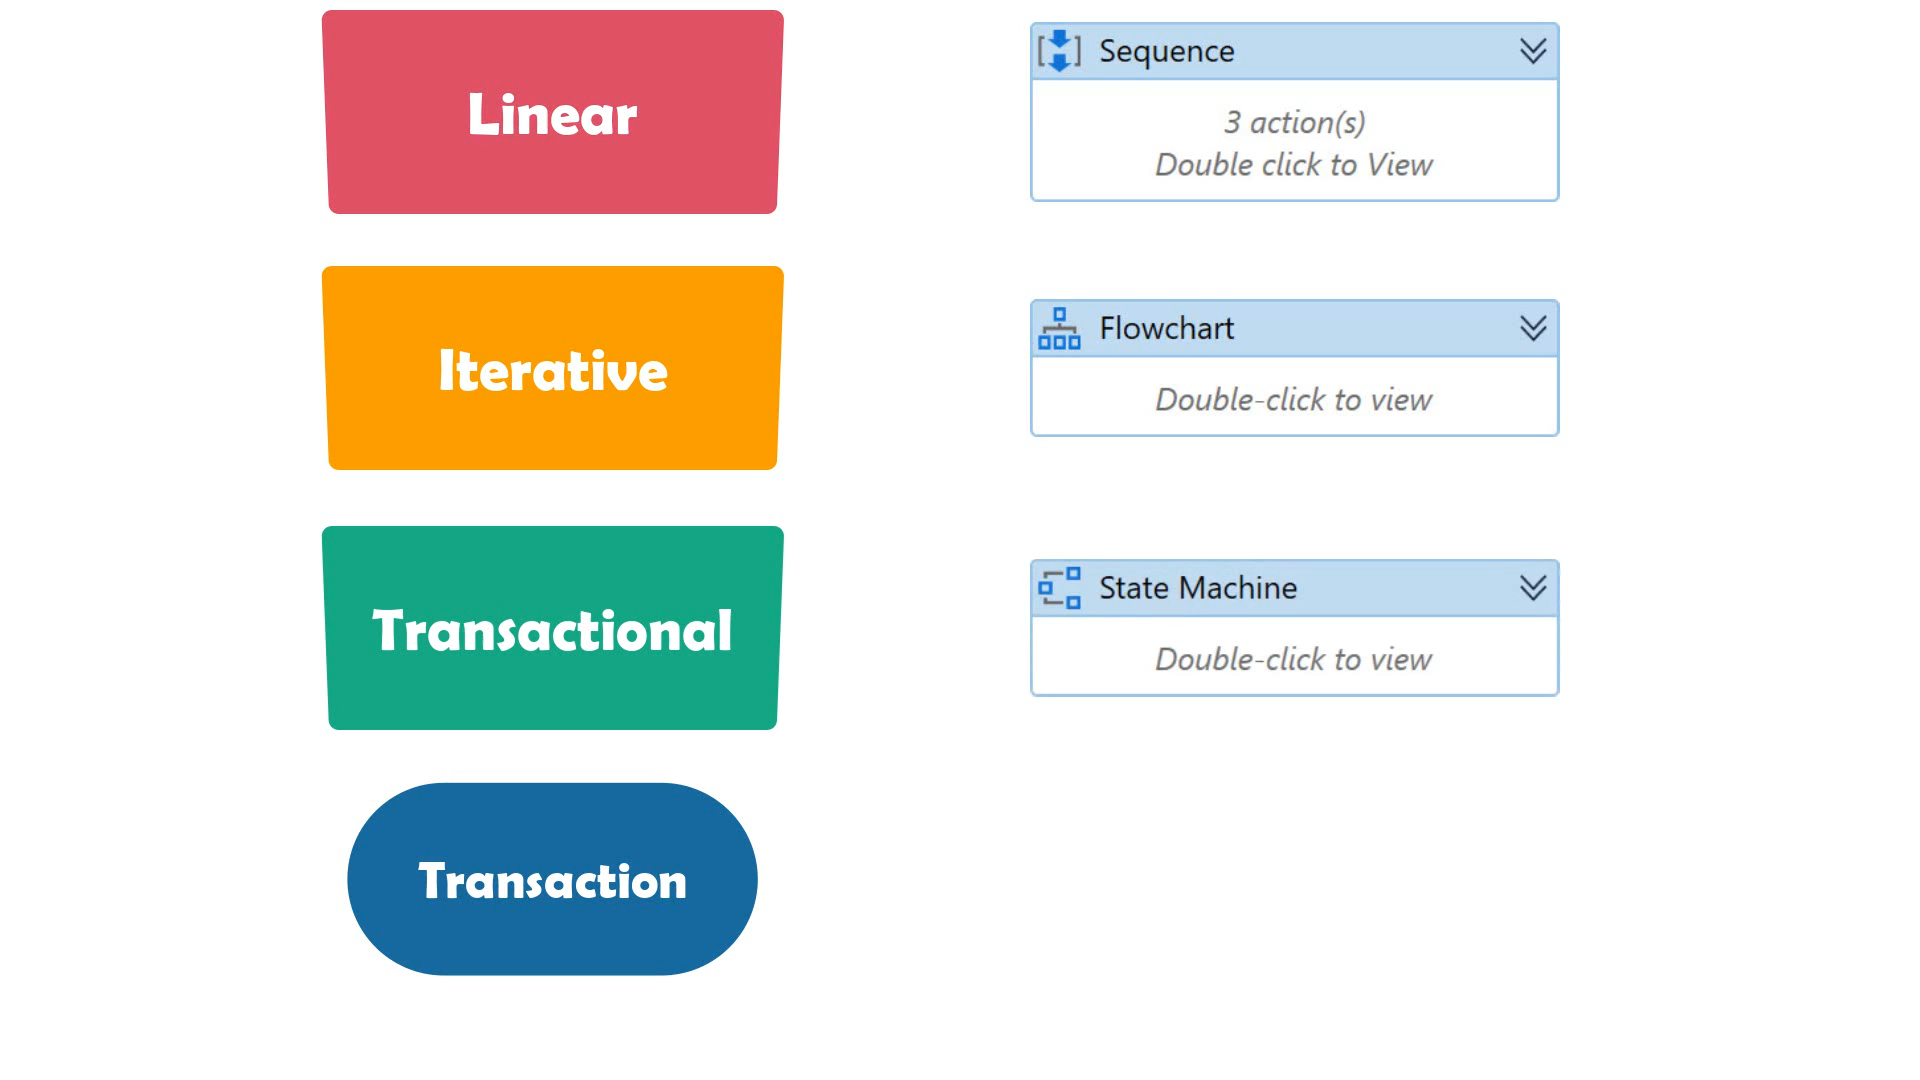 Linear
Sequence
3 action(s)
Double click to View
Iterative
Flowchart
Double-click to view
Transactional
State Machine
Double-click to view
Transaction